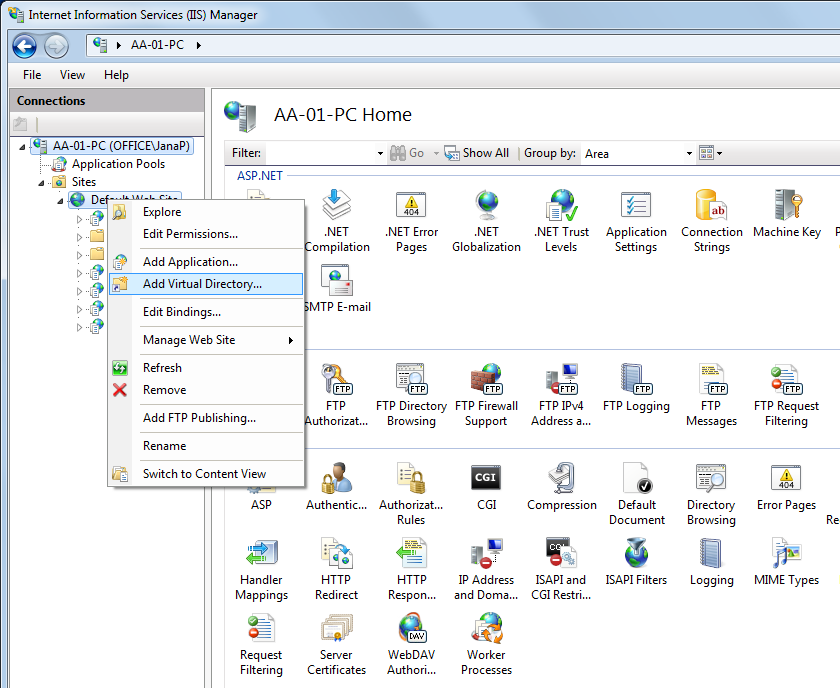 Internet Information Services (IIS) Manager
AA-01-PC
File View Help
Connections
AA-01-PC (OFFICE\JanaP)
Application Pools
Sites
Default Web Site
Explore
Edit Permissions...
Add Application...
Add Virtual Directory...
Edit Bindings...
Manage Web Site
Refresh
Remove
Add FTP Publishing...
Rename
Switch to Content View
AA-01-PC Home
Filter: Go Show All Group by: Area
ASP.NET
.NET Compilation
.NET Error Pages
.NET Globalization
.NET Trust Levels
Application Settings
Connection Strings
Machine Key
SMTP E-mail
FTP Authorizat...
FTP Directory Browsing
FTP Firewall Support
FTP IPv4 Address a...
FTP Logging
FTP Messages
FTP Request Filtering
ASP
Authentic...
Authorizat... Rules
CGI
Compression
Default Document
Directory Browsing
Error Pages
Handler Mappings
HTTP Redirect
HTTP Respon...
IP Address and Doma...
ISAPI and CGI Restri...
ISAPI Filters
Logging
MIME Types
Request Filtering
Server Certificates
WebDAV Authori...
Worker Processes